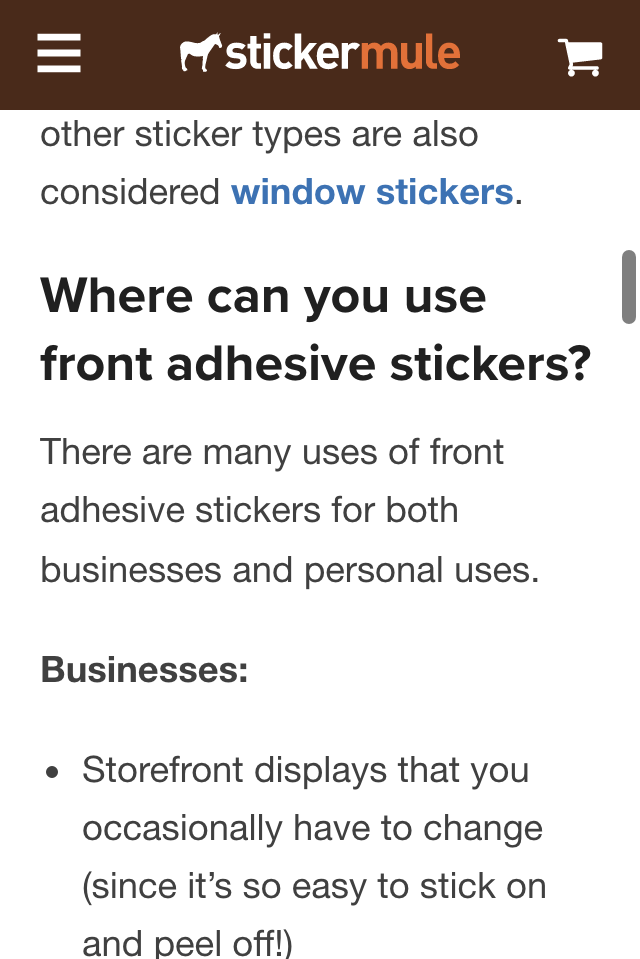 stickermule
other sticker types are also
considered window stickers.
Where can you use
front adhesive stickers?
There are many uses of front
adhesive stickers for both
businesses and personal uses.
Businesses:
• Storefront displays that you
occasionally have to change
(since it’s so easy to stick on
and peel off!)